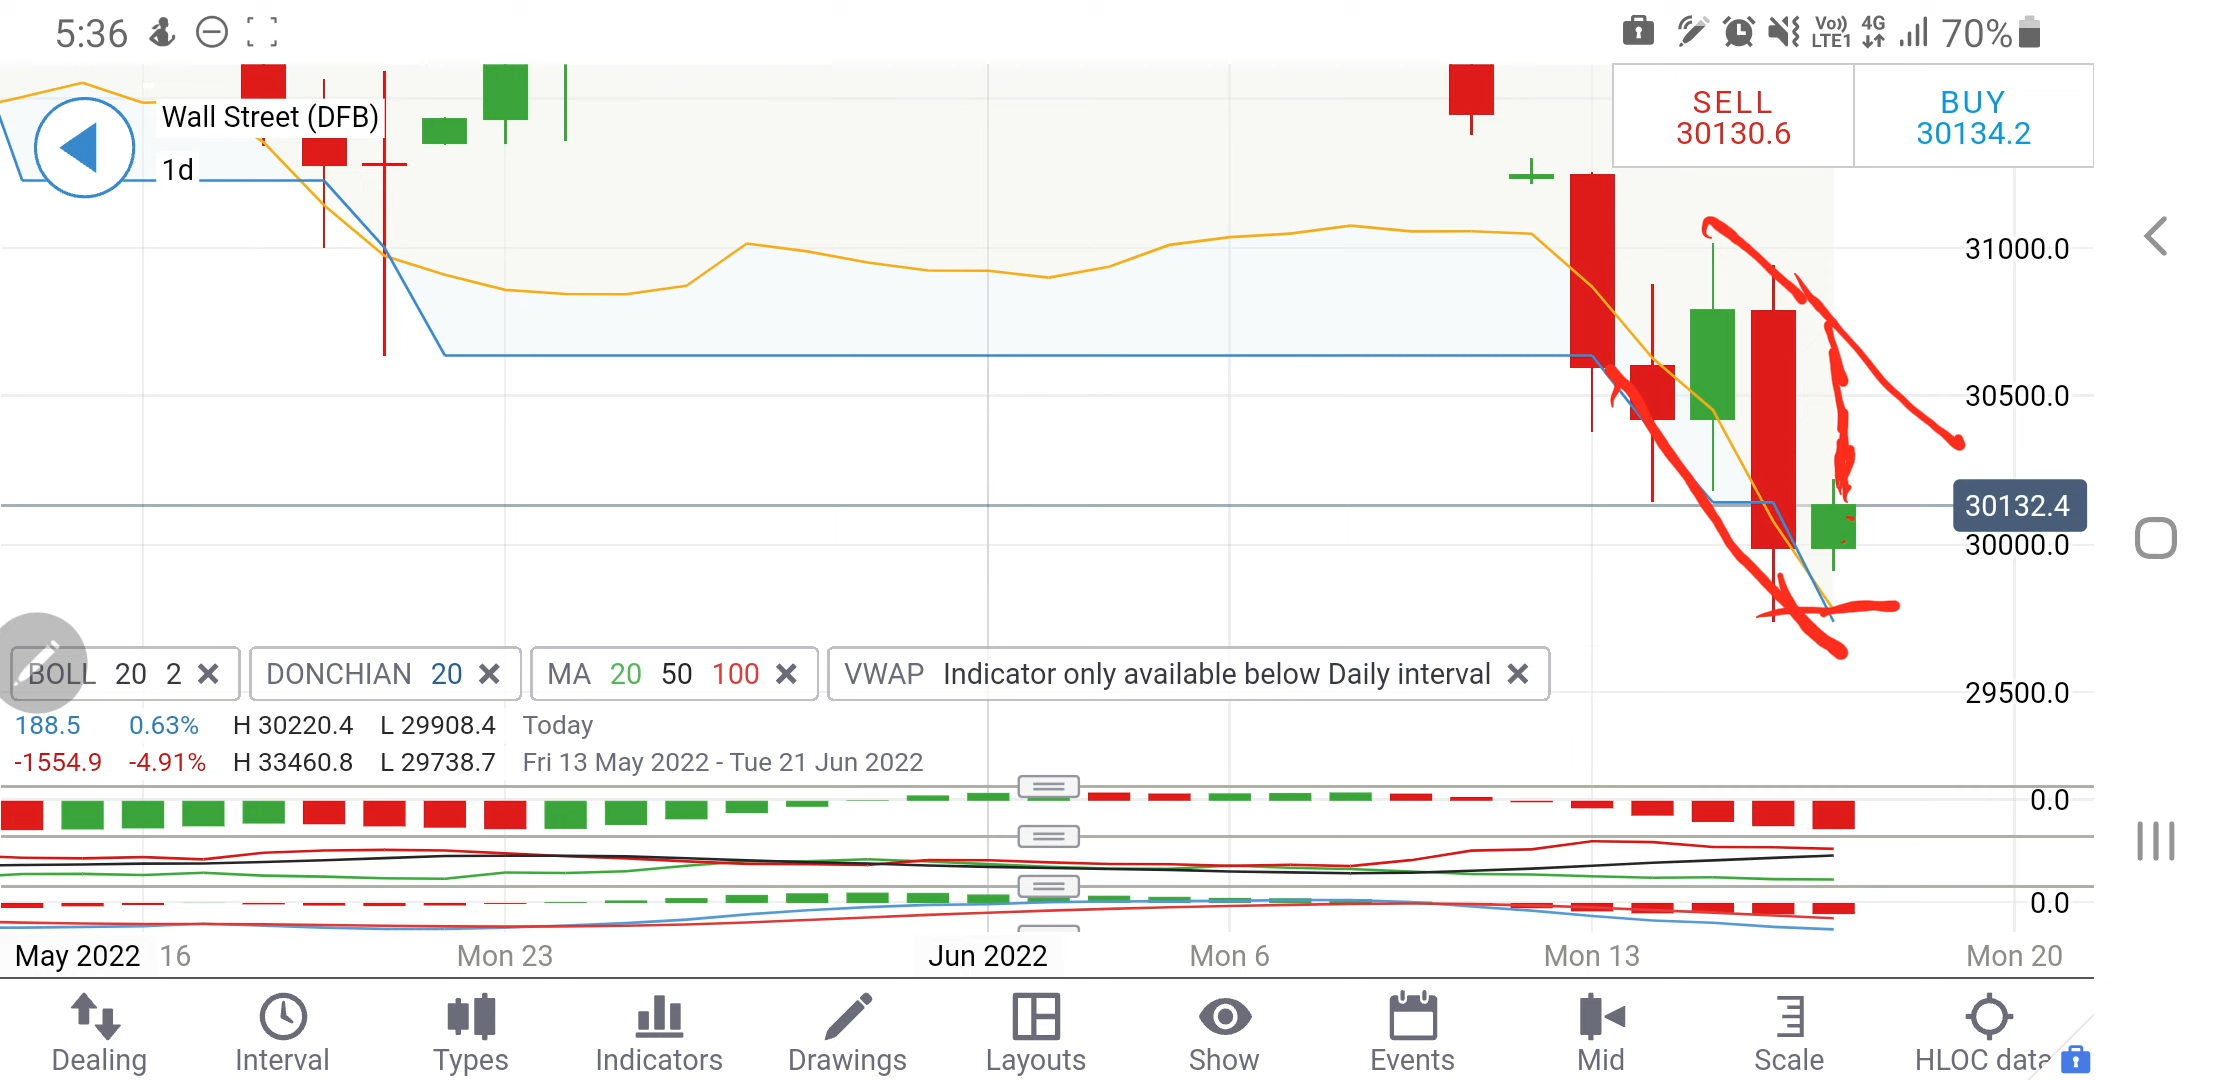 5:36
Vo)) LTE1 4G 70%
Wall Street (DFB)
1d
SELL
30130.6
BUY
30134.2
31000.0
30500.0
30132.4
30000.0
29500.0
BOLL 20 2
DONCHIAN 20
MA 20 50 100
VWAP Indicator only available below Daily interval
188.5 0.63% H 30220.4 L 29908.4 Today
-1554.9 -4.91% H 33460.8 L 29738.7 Fri 13 May 2022 - Tue 21 Jun 2022
0.0
0.0
May 2022 16 Mon 23 Jun 2022 Mon 6 Mon 13 Mon 20
Dealing Interval Types Indicators Drawings Layouts Show Events Mid Scale HLOC data